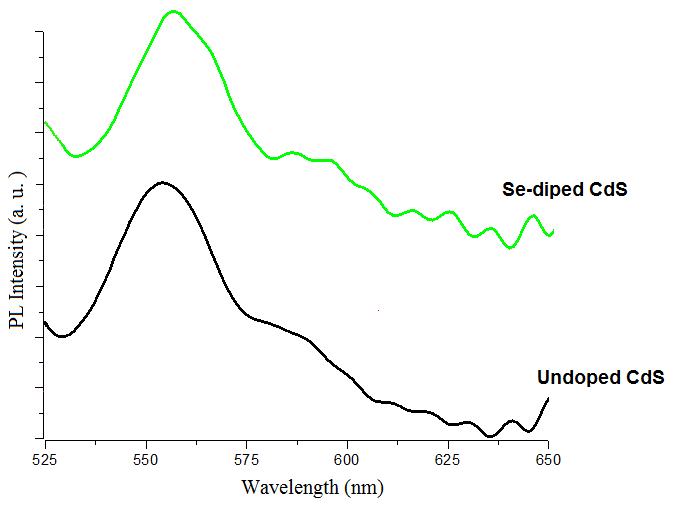 PL Intensity (a. u. )
Se-diped CdS
Undoped CdS
525 550 575 600 625 650
Wavelength (nm)